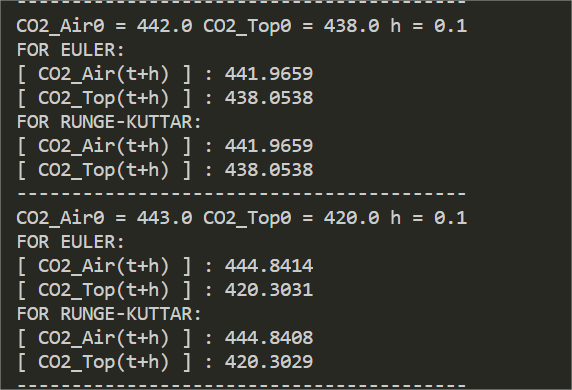 -----------------------------------------
CO2_Air0 = 442.0 CO2_Top0 = 438.0 h = 0.1
FOR EULER:
[ CO2_Air(t+h) ] : 441.9659
[ CO2_Top(t+h) ] : 438.0538
FOR RUNGE-KUTTAR:
[ CO2_Air(t+h) ] : 441.9659
[ CO2_Top(t+h) ] : 438.0538
-----------------------------------------
CO2_Air0 = 443.0 CO2_Top0 = 420.0 h = 0.1
FOR EULER:
[ CO2_Air(t+h) ] : 444.8414
[ CO2_Top(t+h) ] : 420.3031
FOR RUNGE-KUTTAR:
[ CO2_Air(t+h) ] : 444.8408
[ CO2_Top(t+h) ] : 420.3029
-----------------------------------------